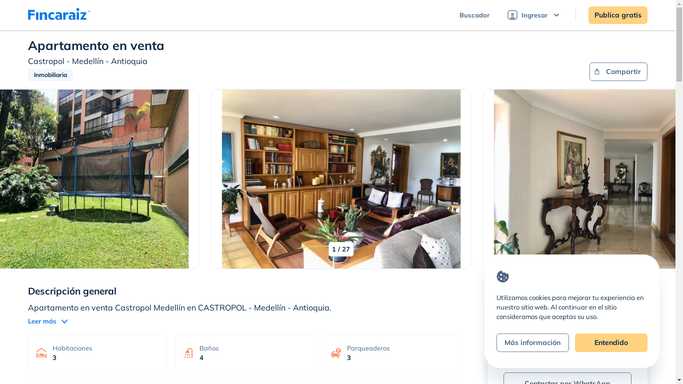 Fincaraiz
Buscador
Ingresar
Publica gratis
Apartamento en venta
Castropol - Medellín - Antioquia
Inmobiliaria
Compartir
1 / 27
Descripción general
Apartamento en venta Castropol Medellín en CASTROPOL - Medellín - Antioquia.
Leer más
Habitaciones
3
Baños
4
Parqueaderos
3
Utilizamos cookies para mejorar tu experiencia en
nuestro sitio web. Al continuar en el sitio
consideramos que aceptas su uso.
Más información
Entendido
Contactar por WhatsApp